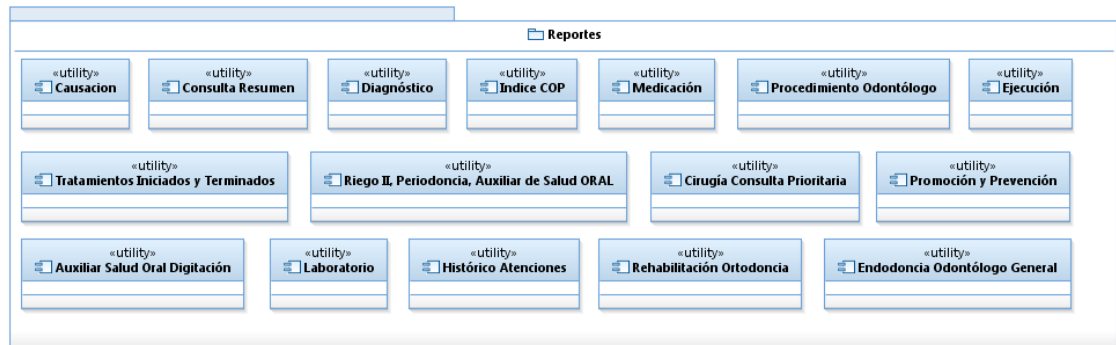 Reportes
«utility» «utility» «utility» «utility» «utility» «utility» «utility»
Causacion Consulta Resumen Diagnóstico Indice COP Medicación Procedimiento Odontólogo Ejecución
«utility» «utility» «utility» «utility»
Tratamientos Iniciados y Terminados Riego II, Periodoncia, Auxiliar de Salud ORAL Cirugía Consulta Prioritaria Promoción y Prevención
«utility» «utility» «utility» «utility» «utility»
Auxiliar Salud Oral Digitación Laboratorio Histórico Atenciones Rehabilitación Ortodoncia Endodoncia Odontólogo General